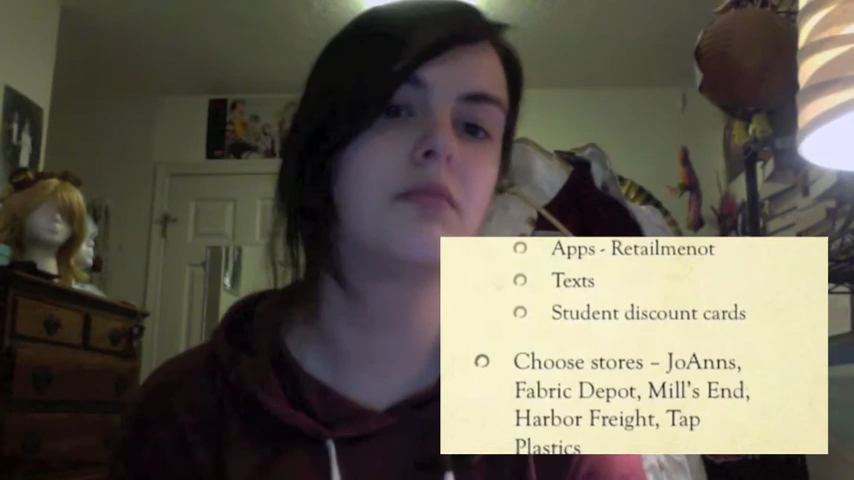 Apps - Retailmenot
Texts
Student discount cards
Choose stores – JoAnns,
Fabric Depot, Mill's End,
Harbor Freight, Tap
Plastics